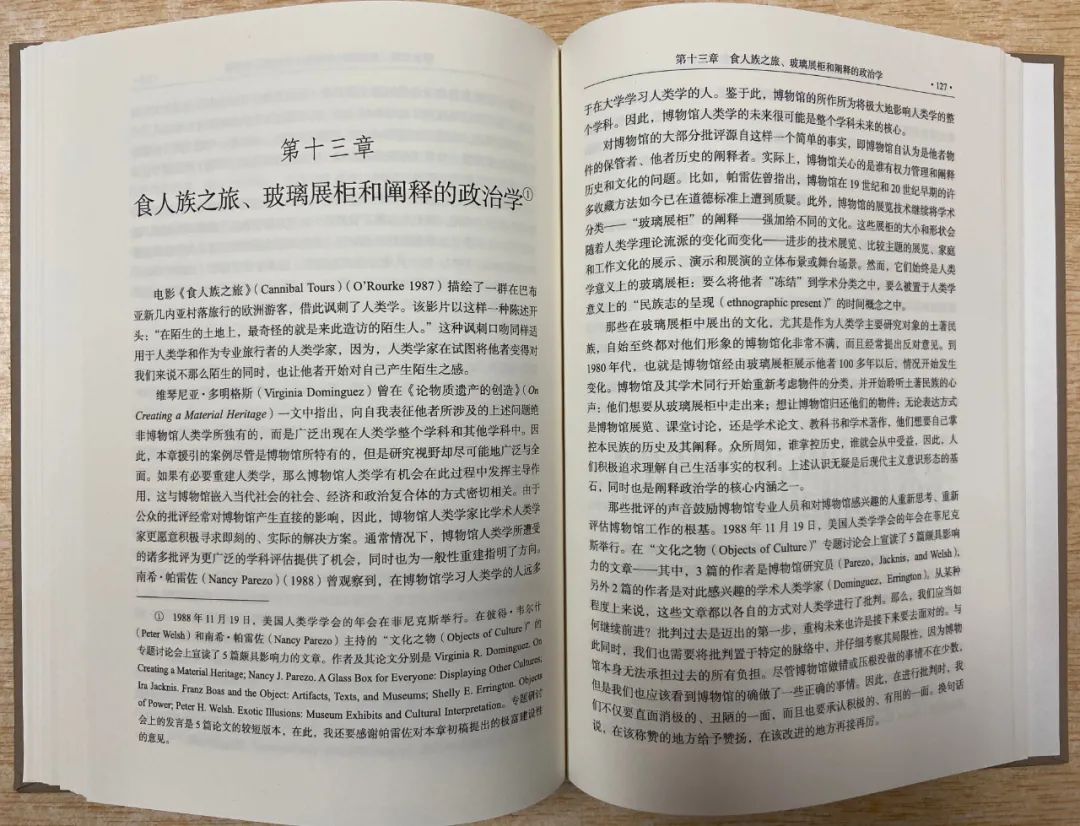 第十三章
食人族之旅、玻璃展柜和阐释的政治学①
电影《食人族之旅》(Cannibal Tours)(O'Rourke 1987)描绘了一群在巴布
亚新几内亚村落旅行的欧洲游客，借此讽刺了人类学。该影片以这样一种陈述开
头：“在陌生的土地上，最奇怪的就是来此造访的陌生人。”这种讽刺口吻同样适
用于人类学和作为专业旅行者的人类学家，因为，人类学家在试图将他者变得对
我们来说不那么陌生的同时，也让他者开始对自己产生陌生之感。
维琴尼亚·多明格斯(Virginia Dominguez)曾在《论物质遗产的创造》(On
Creating a Material Heritage)一文中指出，向自我表征他者所涉及的上述问题绝
非博物馆人类学所独有的，而是广泛出现在人类学整个学科和其他学科中。因
此，本章援引的案例尽管是博物馆所特有的，但是研究视野却尽可能地广泛与全
面。如果有必要重建人类学，那么博物馆人类学有机会在此过程中发挥主导作
用，这与博物馆嵌入当代社会的社会、经济和政治复合体的方式密切相关。由于
公众的批评经常对博物馆产生直接的影响，因此，博物馆人类学家比学术人类学
家更愿意积极寻求即刻的、实际的解决方案。通常情况下，博物馆人类学所遭受
的诸多批评为更广泛的学科评估提供了机会，同时也为一般性重建指明了方向。
南希·帕雷佐(Nancy Parezo)(1988)曾观察到，在博物馆学习人类学的人远多
① 1988年11月19日，美国人类学学会的年会在菲尼克斯举行。在彼得·韦尔什
(Peter Welsh)和南希·帕雷佐(Nancy Parezo)主持的“文化之物(Objects of Culture)”的
专题讨论会上宣读了5篇颇具影响力的文章。作者及其论文分别是Virginia R. Dominguez. On
Creating a Material Heritage; Nancy J. Parezo. A Glass Box for Everyone: Displaying Other Cultures;
Ira Jacknis. Franz Boas and the Object: Artifacts, Texts, and Museums; Shelly E. Errington. Objects
of Power; Peter H. Welsh. Exotic Illusions: Museum Exhibits and Cultural Interpretation。专题研讨
会上的发言是5篇论文的较短版本，在此，我还要感谢帕雷佐对本章初稿提出的极富建设性
的意见。
第十三章 食人族之旅、玻璃展柜和阐释的政治学 ·127·
于在大学学习人类学的人。鉴于此，博物馆的所作所为将极大地影响人类学的整
个学科。因此，博物馆人类学的未来很可能是整个学科未来的核心。
对博物馆的大部分批评源自这样一个简单的事实，即博物馆自认为是他者物
件的保管者、他者历史的阐释者。实际上，博物馆关心的是谁有权力管理和阐释
历史和文化的问题。比如，帕雷佐曾指出，博物馆在19世纪和20世纪早期的许
多收藏方法如今已在道德标准上遭到质疑。此外，博物馆的展览技术继续将学术
分类——“玻璃展柜”的阐释——强加给不同的文化。这些展柜的大小和形状会
随着人类学理论流派的变化而变化——进步的技术展览、比较主题的展览、家庭
和工作文化的展示、演示和展演的立体布景或舞台场景。然而，它们始终是人类
学意义上的玻璃展柜：要么将他者“冻结”到学术分类之中，要么被置于人类学
意义上的“民族志的呈现(ethnographic present)”的时间概念之中。
那些在玻璃展柜中展出的文化，尤其是作为人类学主要研究对象的土著民
族，自始至终都对他们形象的博物馆化非常不满，而且经常提出反对意见。到
1980年代，也就是博物馆经由玻璃展柜展示他者100多年以后，情况开始发生
变化。博物馆及其学术同行开始重新考虑物件的分类，并开始聆听土著民族的心
声：他们想要从玻璃展柜中走出来；想让博物馆归还他们的物件；无论表达方式
是博物馆展览、课堂讨论，还是学术论文、教科书和学术著作，他们想要自己掌
控本民族的历史及其阐释。众所周知，谁掌控历史，谁就会从中受益，因此，人
们积极追求理解自己生活事实的权利。上述认识无疑是后现代主义意识形态的基
石，同时也是阐释政治学的核心内涵之一。
那些批评的声音鼓励博物馆专业人员和对博物馆感兴趣的人重新思考、重新
评估博物馆工作的根基。1988年11月19日，美国人类学学会的年会在菲尼克
斯举行。在“文化之物(Objects of Culture)”专题讨论会上宣读了5篇颇具影响
力的文章——其中，3篇的作者是博物馆研究员(Parezo, Jacknis, and Welsh)，
另外2篇的作者是对此感兴趣的学术人类学家(Dominguez, Errington)。从某种
程度上来说，这些文章都以各自的方式对人类学进行了批判。那么，我们应当如
何继续前进？批判过去是迈出的第一步，重构未来也许是接下来要去面对的。与
此同时，我们也需要将批判置于特定的脉络中，并仔细考察其局限性，因为博物
馆本身无法承担过去的所有负担。尽管博物馆做错或压根没做的事情不在少数，
但是我们也应该看到博物馆的确做了一些正确的事情。因此，在进行批判时，我
们不仅要直面消极的、丑陋的一面，而且也要承认积极的、有用的一面。换句话
说，在该称赞的地方给予赞扬，在该改进的地方再接再厉。